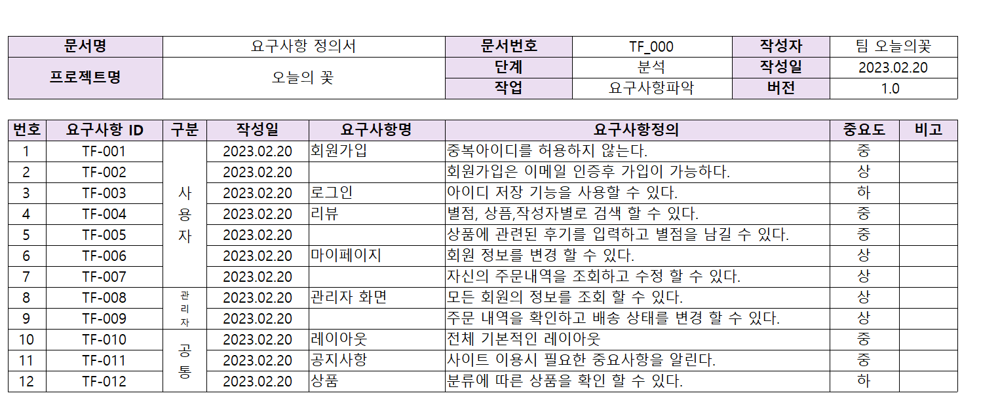 문서명 요구사항 정의서 문서번호 TF_000 작성자 팀 오늘의꽃
프로젝트명 오늘의 꽃 단계 분석 작성일 2023.02.20
작업 요구사항파악 버전 1.0
번호 요구사항 ID 구분 작성일 요구사항명 요구사항정의 중요도 비고
1 TF-001 사용자 2023.02.20 회원가입 중복아이디를 허용하지 않는다. 중
2 TF-002 2023.02.20 회원가입은 이메일 인증후 가입이 가능하다. 상
3 TF-003 2023.02.20 로그인 아이디 저장 기능을 사용할 수 있다. 하
4 TF-004 2023.02.20 리뷰 별점, 상픔,작성자별로 검색 할 수 있다. 중
5 TF-005 2023.02.20 상품에 관련된 후기를 입력하고 별점을 남길 수 있다. 중
6 TF-006 2023.02.20 마이페이지 회원 정보를 변경 할 수 있다. 상
7 TF-007 2023.02.20 자신의 주문내역을 조회하고 수정 할 수 있다. 상
8 TF-008 관리자 2023.02.20 관리자 화면 모든 회원의 정보를 조회 할 수 있다. 상
9 TF-009 2023.02.20 주문 내역을 확인하고 배송 상태를 변경 할 수 있다. 상
10 TF-010 공통 2023.02.20 레이아웃 전체 기본적인 레이아웃 중
11 TF-011 2023.02.20 공지사항 사이트 이용시 필요한 중요사항을 알린다. 중
12 TF-012 2023.02.20 상품 분류에 따른 상품을 확인 할 수 있다. 하